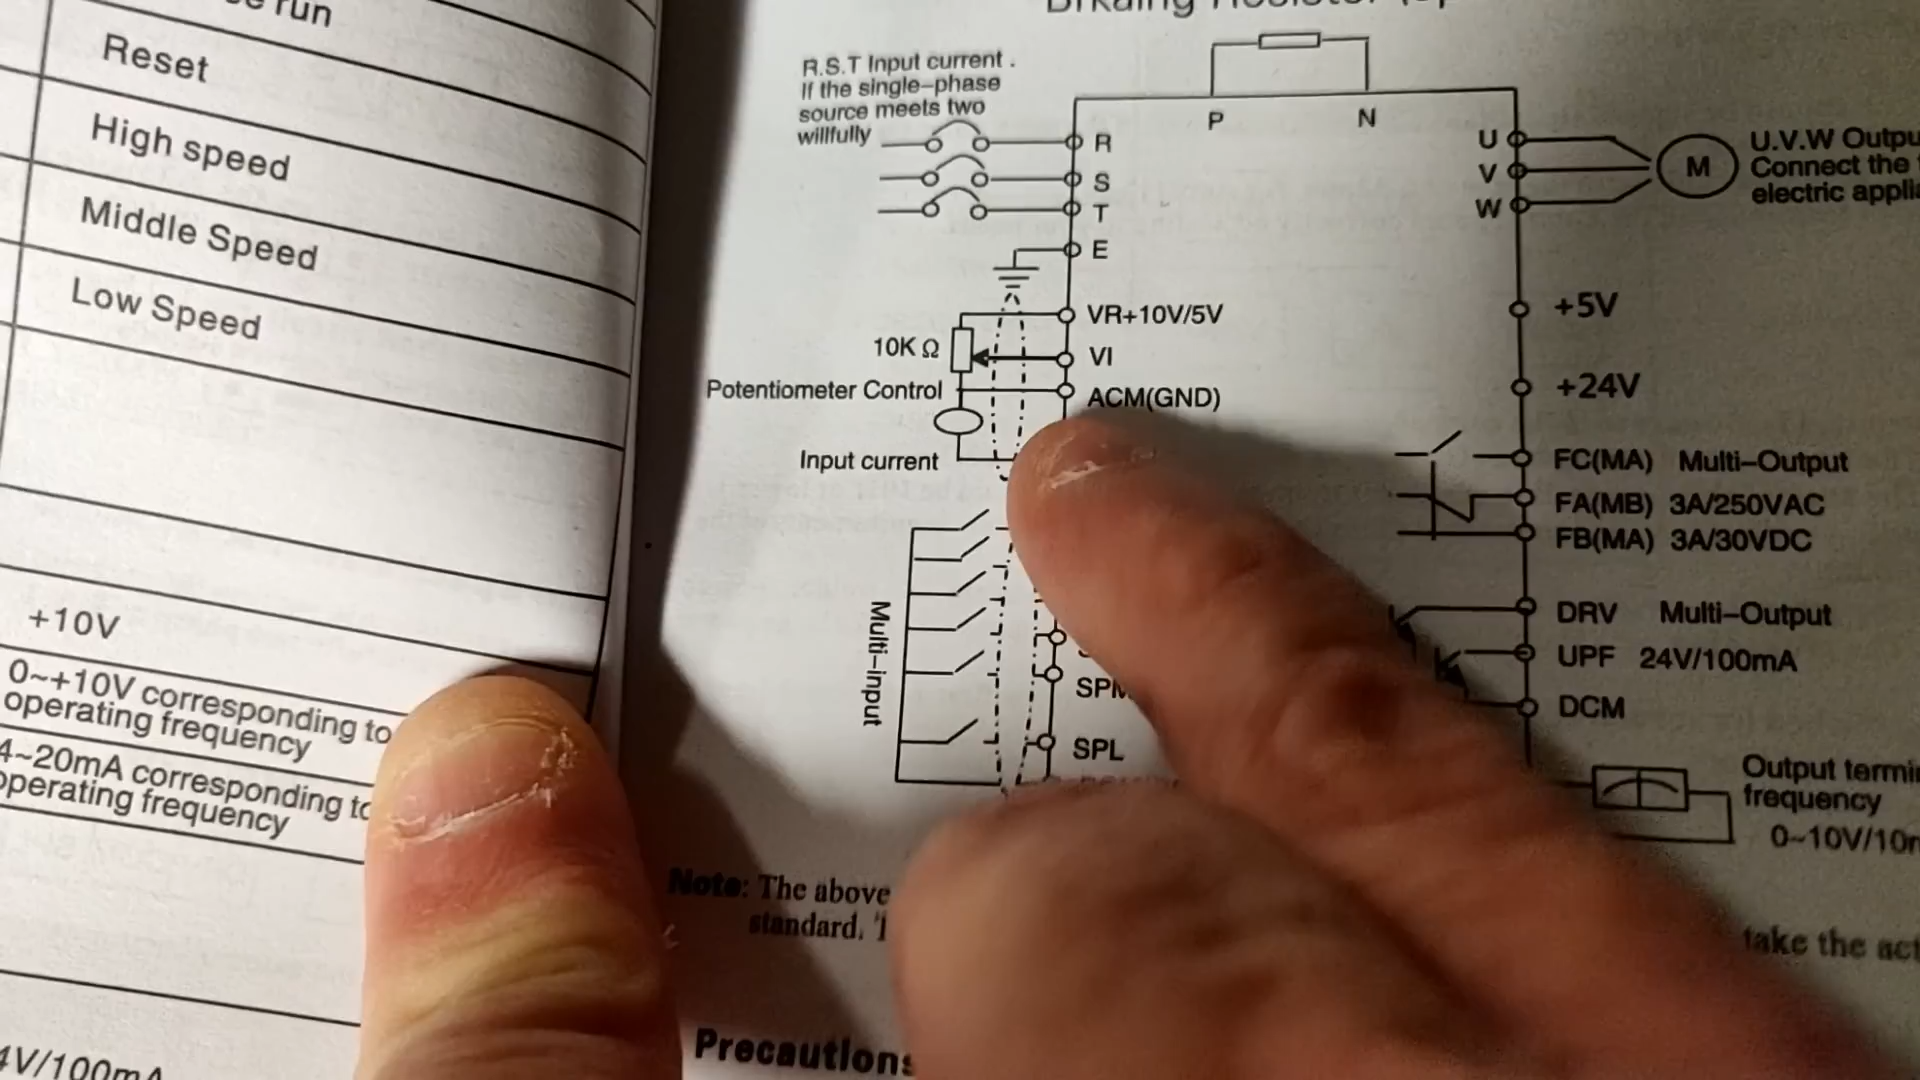 run
Reset
High speed
Middle Speed
Low Speed
+10V
0~+10V corresponding to
operating frequency
4~20mA corresponding to
operating frequency
4V/100mA
R.S.T Input current .
If the single-phase
source meets two
willfully
P
N
R
S
T
E
VR+10V/5V
10K Ω
VI
Potentiometer Control
ACM(GND)
Input current
Multi-input
SPM
SPL
U
V
W
M
U.V.W Outpu
Connect the
electric appli
+5V
+24V
FC(MA) Multi-Output
FA(MB) 3A/250VAC
FB(MA) 3A/30VDC
DRV Multi-Output
UPF 24V/100mA
DCM
Output termi
frequency
0~10V/10
Note: The above
standard.
take the act
Precautions